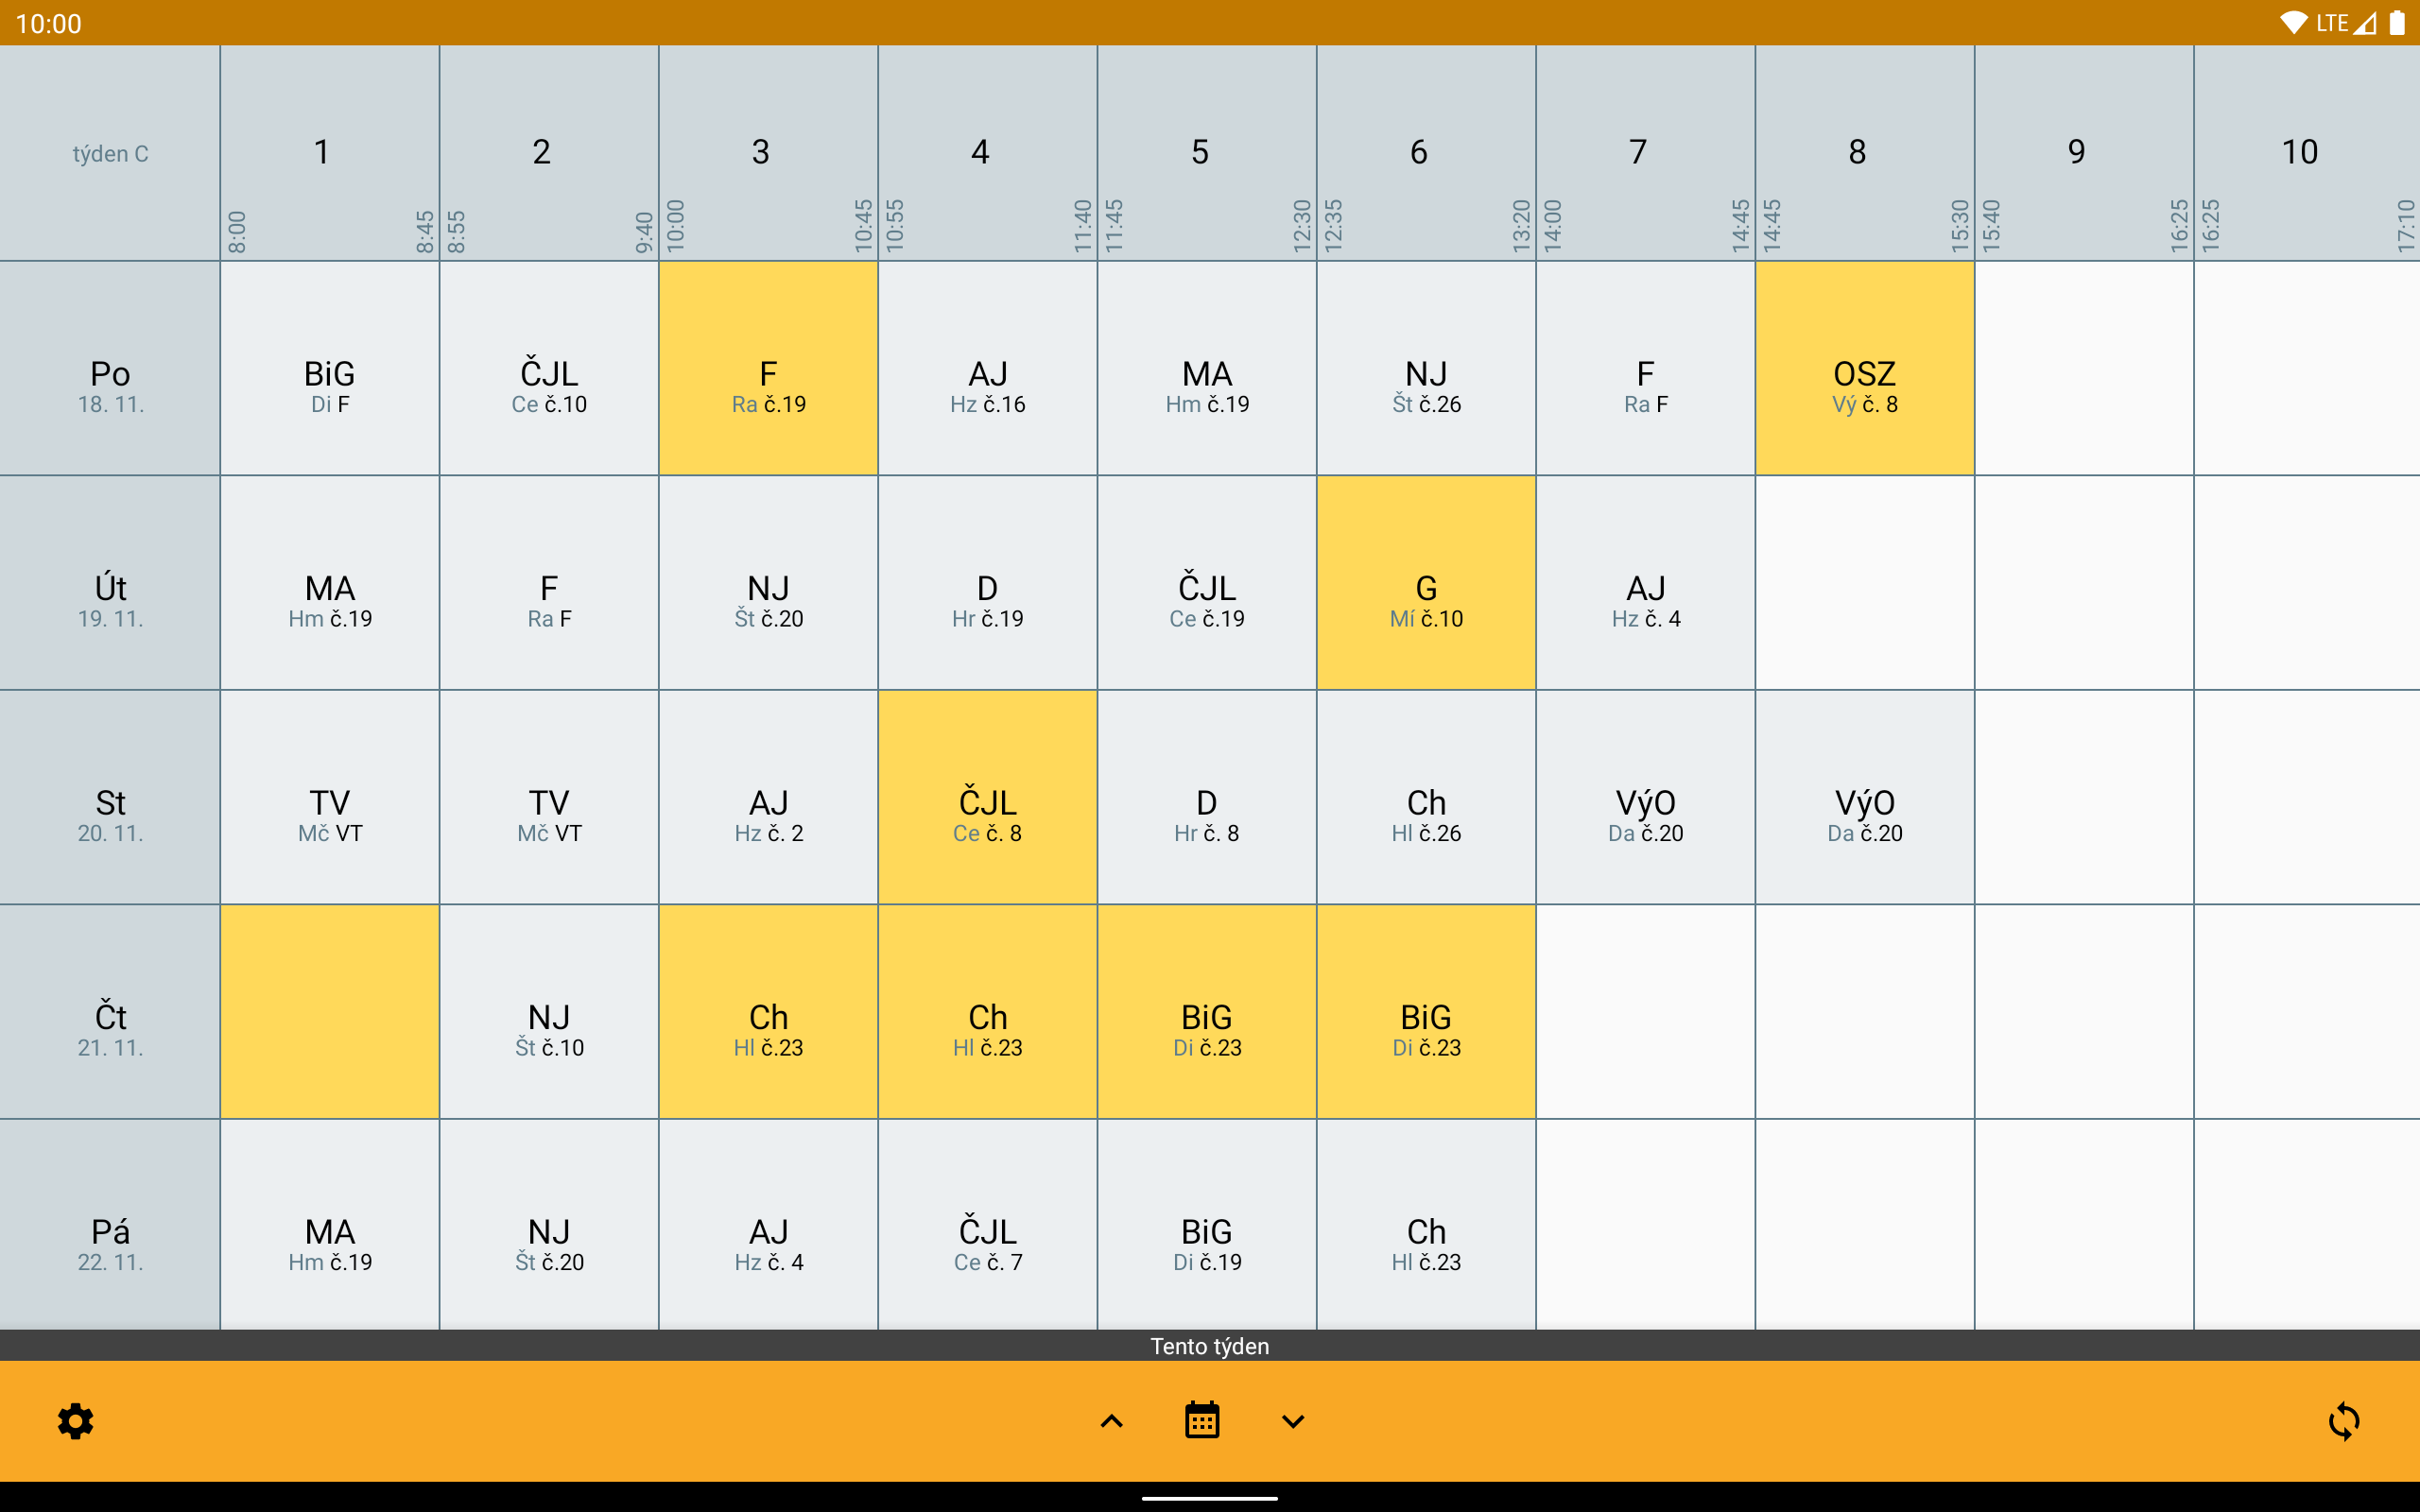 10:00 LTE
týden C 1 2 3 4 5 6 7 8 9 10
8:00 8:45 8:55 9:40 10:00 10:45 10:55 11:40 11:45 12:30 12:35 13:20 14:00 14:45 14:45 15:30 15:40 16:25 16:25 17:10
Po BiG ČJL F AJ MA NJ F OSZ
18. 11. Di F Ce č.10 Ra č.19 Hz č.16 Hm č.19 Št č.26 Ra F Vý č. 8
Út MA F NJ D ČJL G AJ
19. 11. Hm č.19 Ra F Št č.20 Hr č.19 Ce č.19 Mí č.10 Hz č. 4
St TV TV AJ ČJL D Ch VýO VýO
20. 11. Mč VT Mč VT Hz č. 2 Ce č. 8 Hr č. 8 Hl č.26 Da č.20 Da č.20
Čt NJ Ch Ch BiG BiG
21. 11. Št č.10 Hl č.23 Hl č.23 Di č.23 Di č.23
Pá MA NJ AJ ČJL BiG Ch
22. 11. Hm č.19 Št č.20 Hz č. 4 Ce č. 7 Di č.19 Hl č.23
Tento týden